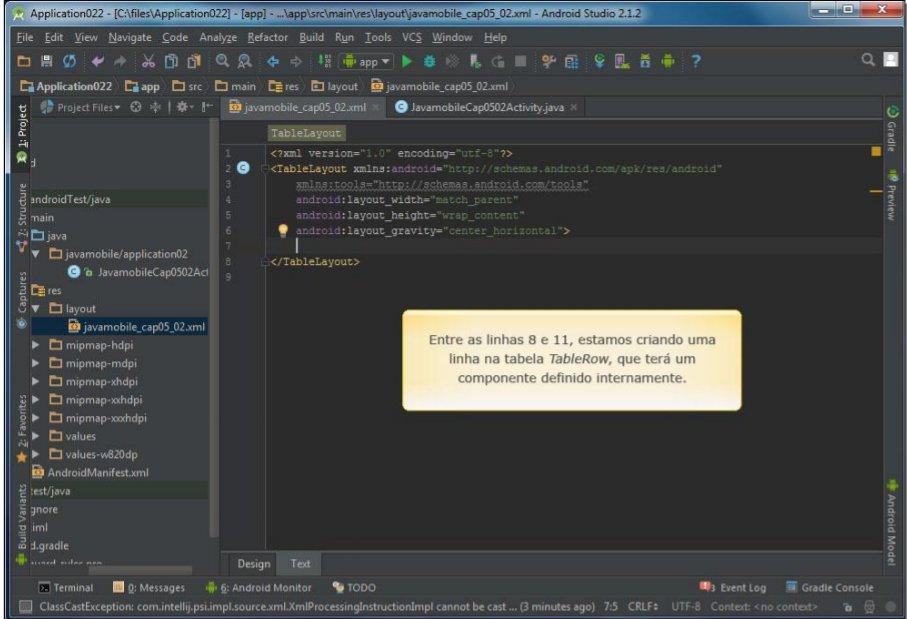 Application022 - [C:\files\Application022] - [app] - ...\app\src\main\res\layout\javamobile_cap05_02.xml - Android Studio 2.1.2
File Edit View Navigate Code Analyze Refactor Build Run Tools VCS Window Help
app
Application022 app src main res layout javamobile_cap05_02.xml
Project Files javamobile_cap05_02.xml JavamobileCap0502Activity.java
1: Project
7: Structure
Captures
2: Favorites
Build Variants
d
androidTest/java
main
java
javamobile/application02
JavamobileCap0502Act
res
layout
javamobile_cap05_02.xml
mipmap-hdpi
mipmap-mdpi
mipmap-xhdpi
mipmap-xxhdpi
mipmap-xxxhdpi
values
values-w820dp
AndroidManifest.xml
test/java
gnore
.iml
d.gradle
TableLayout
1 <?xml version="1.0" encoding="utf-8"?>
2 <TableLayout xmlns:android="http://schemas.android.com/apk/res/android"
3 xmlns:tools="http://schemas.android.com/tools"
4 android:layout_width="match_parent"
5 android:layout_height="wrap_content"
6 android:layout_gravity="center_horizontal">
7
8 </TableLayout>
9
Entre as linhas 8 e 11, estamos criando uma
linha na tabela TableRow, que terá um
componente definido internamente.
Gradle
Preview
Android Model
Design Text
Terminal 0: Messages 6: Android Monitor TODO Event Log Gradle Console
ClassCastException: com.intellij.psi.impl.source.xml.XmlProcessingInstructionImpl cannot be cast ... (3 minutes ago) 7:5 CRLF UTF-8 Context: <no context>